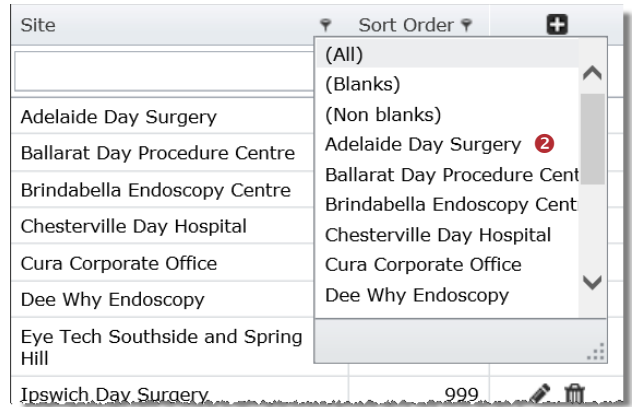 Site
Sort Order
(All)
(Blanks)
(Non blanks)
Adelaide Day Surgery 2
Ballarat Day Procedure Cent
Brindabella Endoscopy Cent
Chesterville Day Hospital
Cura Corporate Office
Dee Why Endoscopy
Adelaide Day Surgery
Ballarat Day Procedure Centre
Brindabella Endoscopy Centre
Chesterville Day Hospital
Cura Corporate Office
Dee Why Endoscopy
Eye Tech Southside and Spring
Hill
Ipswich Day Surgery
999